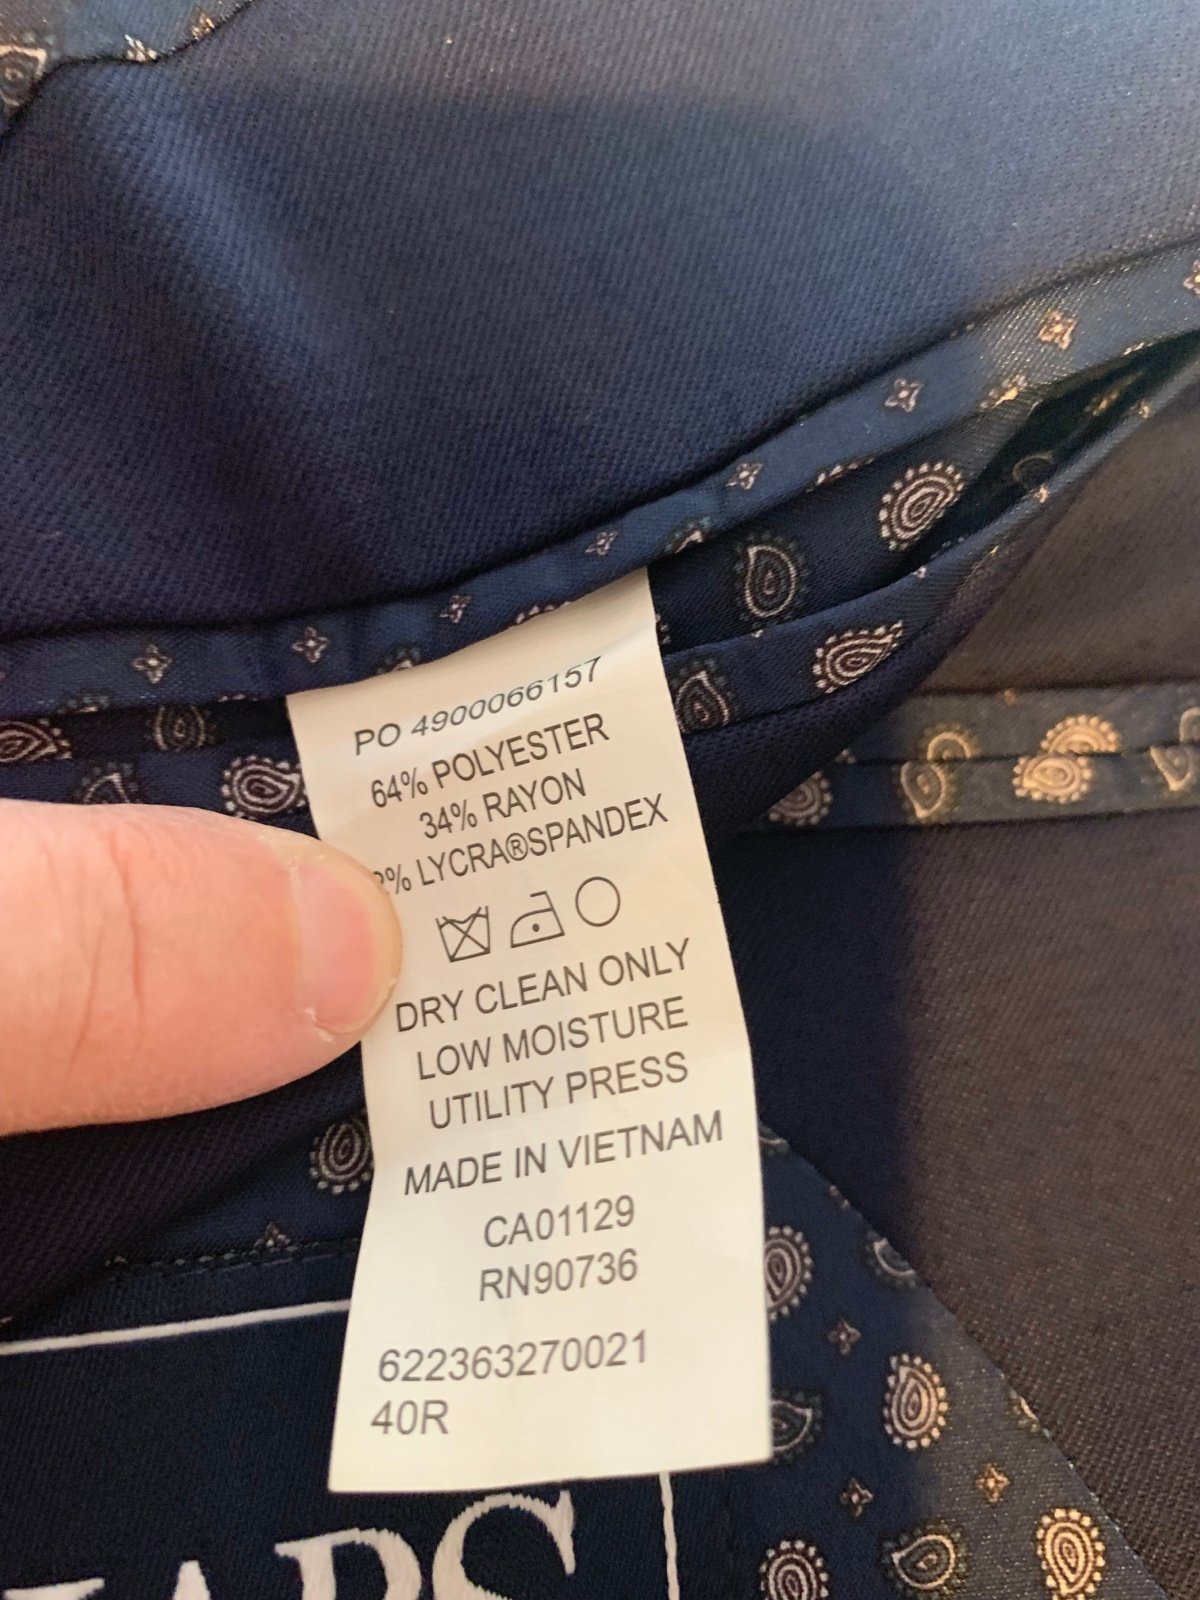 PO 4900066157
64% POLYESTER
34% RAYON
% LYCRA®SPANDEX
DRY CLEAN ONLY
LOW MOISTURE
UTILITY PRESS
MADE IN VIETNAM
CA01129
RN90736
622363270021
40R